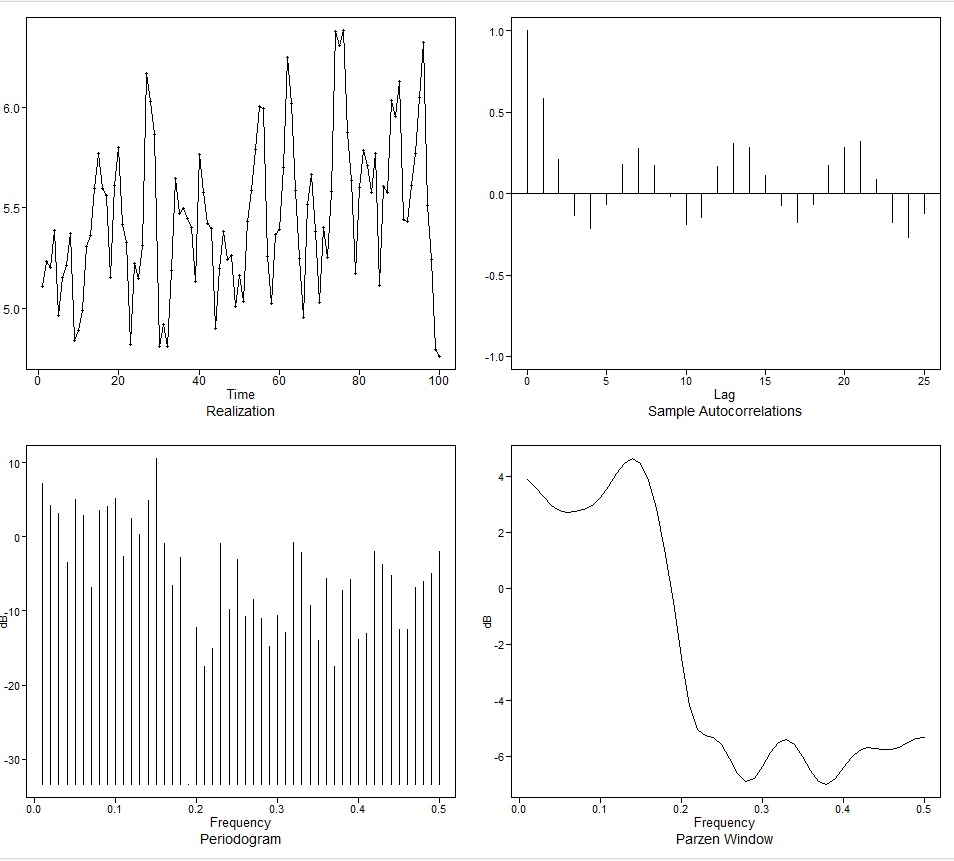 6.0
5.5
5.0
0 20 40 60 80 100
Time
Realization
1.0
0.5
0.0
-0.5
-1.0
0 5 10 15 20 25
Lag
Sample Autocorrelations
10
0
-10
-20
-30
dB
0.0 0.1 0.2 0.3 0.4 0.5
Frequency
Periodogram
4
2
0
-2
-4
-6
dB
0.0 0.1 0.2 0.3 0.4 0.5
Frequency
Parzen Window